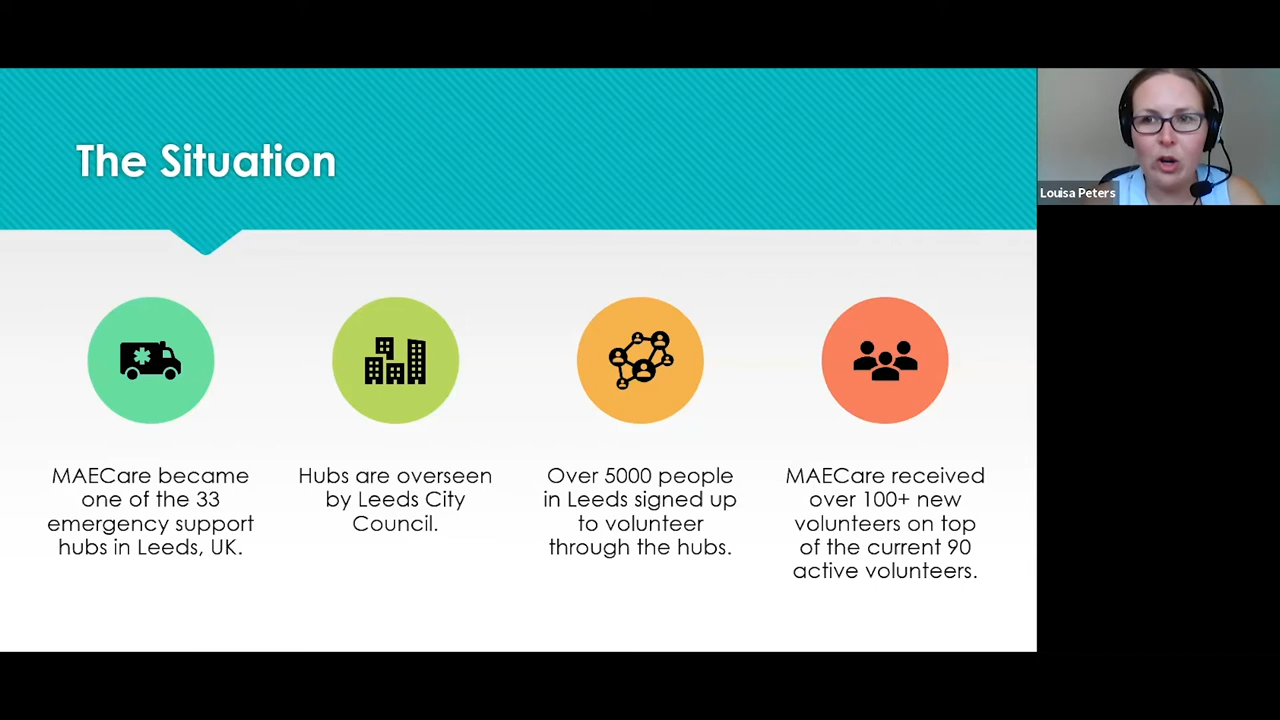 The Situation
Louisa Peters
MAECare became
one of the 33
emergency support
hubs in Leeds, UK.
Hubs are overseen
by Leeds City
Council.
Over 5000 people
in Leeds signed up
to volunteer
through the hubs.
MAECare received
over 100+ new
volunteers on top
of the current 90
active volunteers.